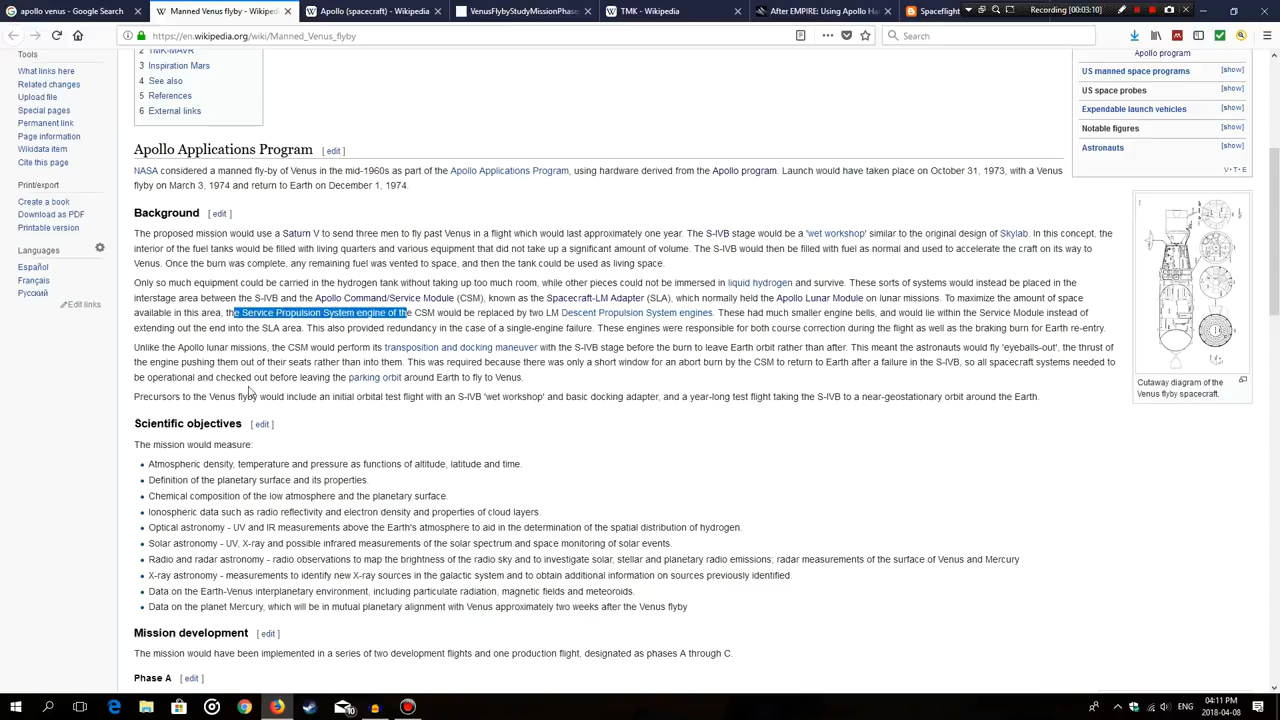 apollo venus - Google Search
Manned Venus flyby - Wikiped
Apollo (spacecraft) - Wikipedia
VenusFlybyStudyMissionPhase
TMK - Wikipedia
After EMPIRE: Using Apollo Ha
Spaceflight
00:03:10
https://en.wikipedia.org/wiki/Manned_Venus_flyby
Search
Tools
What links here
Related changes
Upload file
Special pages
Permanent link
Page information
Wikidata item
Cite this page
Print/export
Create a book
Download as PDF
Printable version
Languages
Español
Français
Русский
Edit links
2 TMK-MAVR
3 Inspiration Mars
4 See also
5 References
6 External links
Apollo Applications Program [ edit ]
NASA considered a manned fly-by of Venus in the mid-1960s as part of the Apollo Applications Program, using hardware derived from the Apollo program. Launch would have taken place on October 31, 1973, with a Venus
flyby on March 3, 1974 and return to Earth on December 1, 1974.
Background [ edit ]
The proposed mission would use a Saturn V to send three men to fly past Venus in a flight which would last approximately one year. The S-IVB stage would be a 'wet workshop' similar to the original design of Skylab. In this concept, the
interior of the fuel tanks would be filled with living quarters and various equipment that did not take up a significant amount of volume. The S-IVB would then be filled with fuel as normal and used to accelerate the craft on its way to
Venus. Once the burn was complete, any remaining fuel was vented to space, and then the tank could be used as living space.
Only so much equipment could be carried in the hydrogen tank without taking up too much room, while other pieces could not be immersed in liquid hydrogen and survive. These sorts of systems would instead be placed in the
interstage area between the S-IVB and the Apollo Command/Service Module (CSM), known as the Spacecraft-LM Adapter (SLA), which normally held the Apollo Lunar Module on lunar missions. To maximize the amount of space
available in this area, the Service Propulsion System engine of the CSM would be replaced by two LM Descent Propulsion System engines. These had much smaller engine bells, and would lie within the Service Module instead of
extending out the end into the SLA area. This also provided redundancy in the case of a single-engine failure. These engines were responsible for both course correction during the flight as well as the braking burn for Earth re-entry.
Unlike the Apollo lunar missions, the CSM would perform its transposition and docking maneuver with the S-IVB stage before the burn to leave Earth orbit rather than after. This meant the astronauts would fly 'eyeballs-out', the thrust of
the engine pushing them out of their seats rather than into them. This was required because there was only a short window for an abort burn by the CSM to return to Earth after a failure in the S-IVB, so all spacecraft systems needed to
be operational and checked out before leaving the parking orbit around Earth to fly to Venus.
Precursors to the Venus flyby would include an initial orbital test flight with an S-IVB 'wet workshop' and basic docking adapter, and a year-long test flight taking the S-IVB to a near-geostationary orbit around the Earth.
Scientific objectives [ edit ]
The mission would measure:
Atmospheric density, temperature and pressure as functions of altitude, latitude and time.
Definition of the planetary surface and its properties.
Chemical composition of the low atmosphere and the planetary surface.
Ionospheric data such as radio reflectivity and electron density and properties of cloud layers.
Optical astronomy - UV and IR measurements above the Earth's atmosphere to aid in the determination of the spatial distribution of hydrogen.
Solar astronomy - UV, X-ray and possible infrared measurements of the solar spectrum and space monitoring of solar events.
Radio and radar astronomy - radio observations to map the brightness of the radio sky and to investigate solar, stellar and planetary radio emissions; radar measurements of the surface of Venus and Mercury
X-ray astronomy - measurements to identify new X-ray sources in the galactic system and to obtain additional information on sources previously identified.
Data on the Earth-Venus interplanetary environment, including particulate radiation, magnetic fields and meteoroids.
Data on the planet Mercury, which will be in mutual planetary alignment with Venus approximately two weeks after the Venus flyby
Mission development [ edit ]
The mission would have been implemented in a series of two development flights and one production flight, designated as phases A through C.
Phase A [ edit ]
Apollo program
US manned space programs [show]
US space probes [show]
Expendable launch vehicles [show]
Notable figures [show]
Astronauts [show]
V·T·E
Cutaway diagram of the
Venus flyby spacecraft.
ENG
04:11 PM
2018-04-08